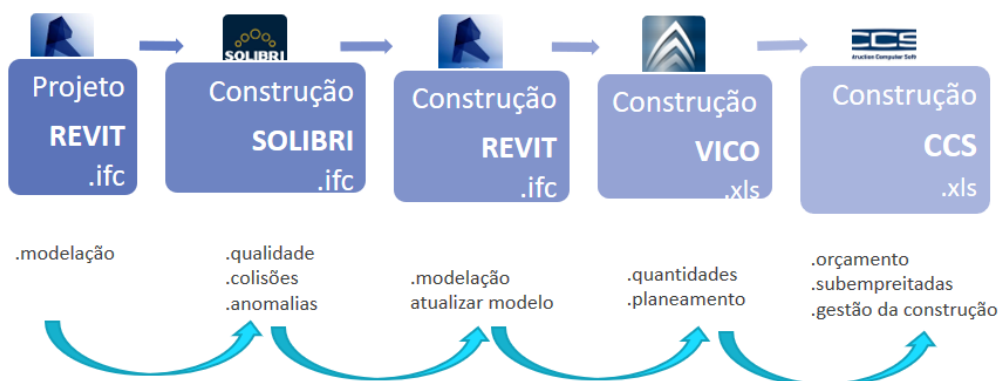 SOLIBRI
CCS
Projeto
REVIT
.ifc
Construção
SOLIBRI
.ifc
Construção
REVIT
.ifc
Construção
VICO
.xls
Construção
CCS
.xls
.modelação
.qualidade
.colisões
.anomalias
.modelação
atualizar modelo
.quantidades
.planeamento
.orçamento
.subempreitadas
.gestão da construção